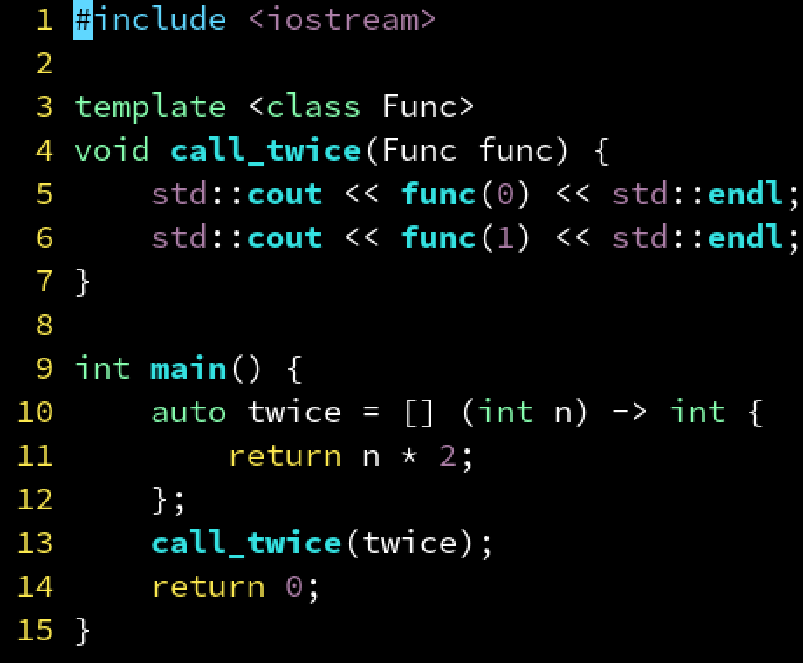 1 #include <iostream>
2
3 template <class Func>
4 void call_twice(Func func) {
5     std::cout << func(0) << std::endl;
6     std::cout << func(1) << std::endl;
7 }
8
9 int main() {
10     auto twice = [] (int n) -> int {
11         return n * 2;
12     };
13     call_twice(twice);
14     return 0;
15 }